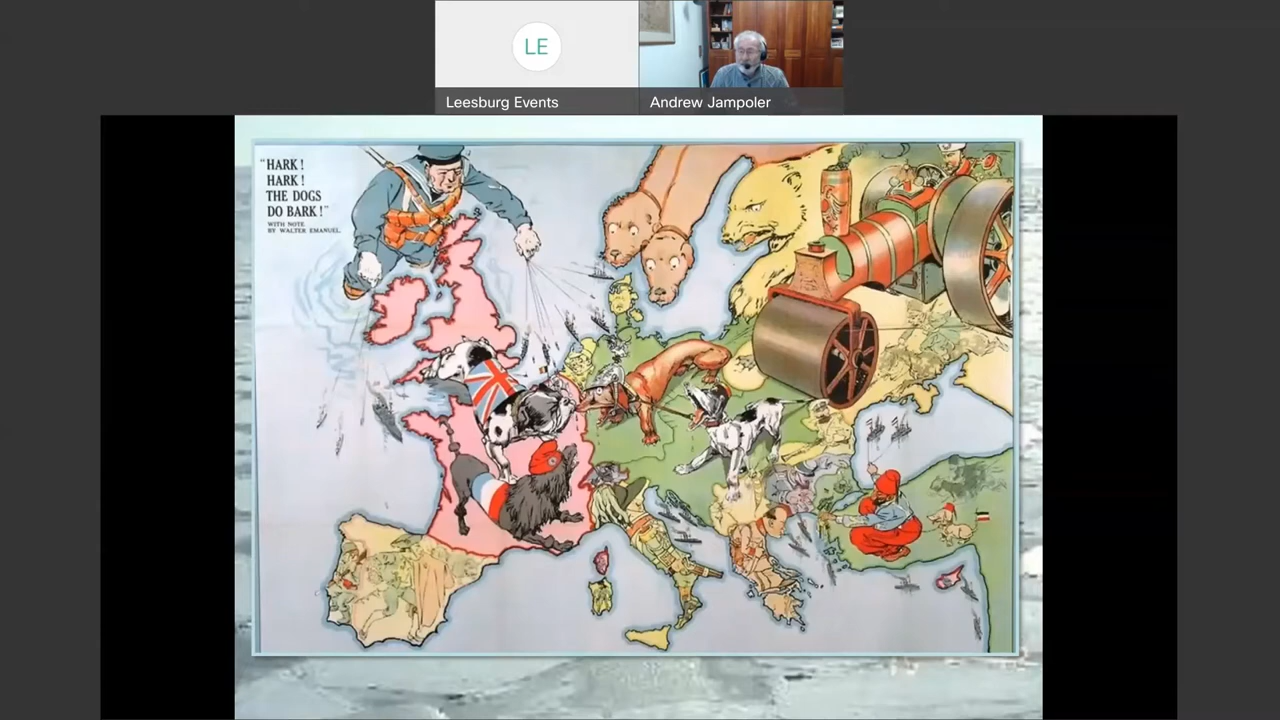 LE
Leesburg Events
Andrew Jampoler
"HARK!
HARK!
THE DOGS
DO BARK!"
WITH NOTE
BY WALTER EMANUEL.